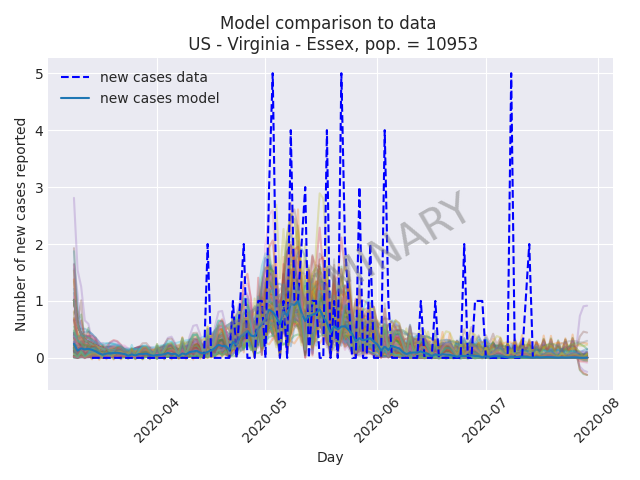 Model comparison to data
US - Virginia - Essex, pop. = 10953
new cases data
new cases model
Number of new cases reported
5
4
3
2
1
0
2020-04
2020-05
2020-06
2020-07
2020-08
Day